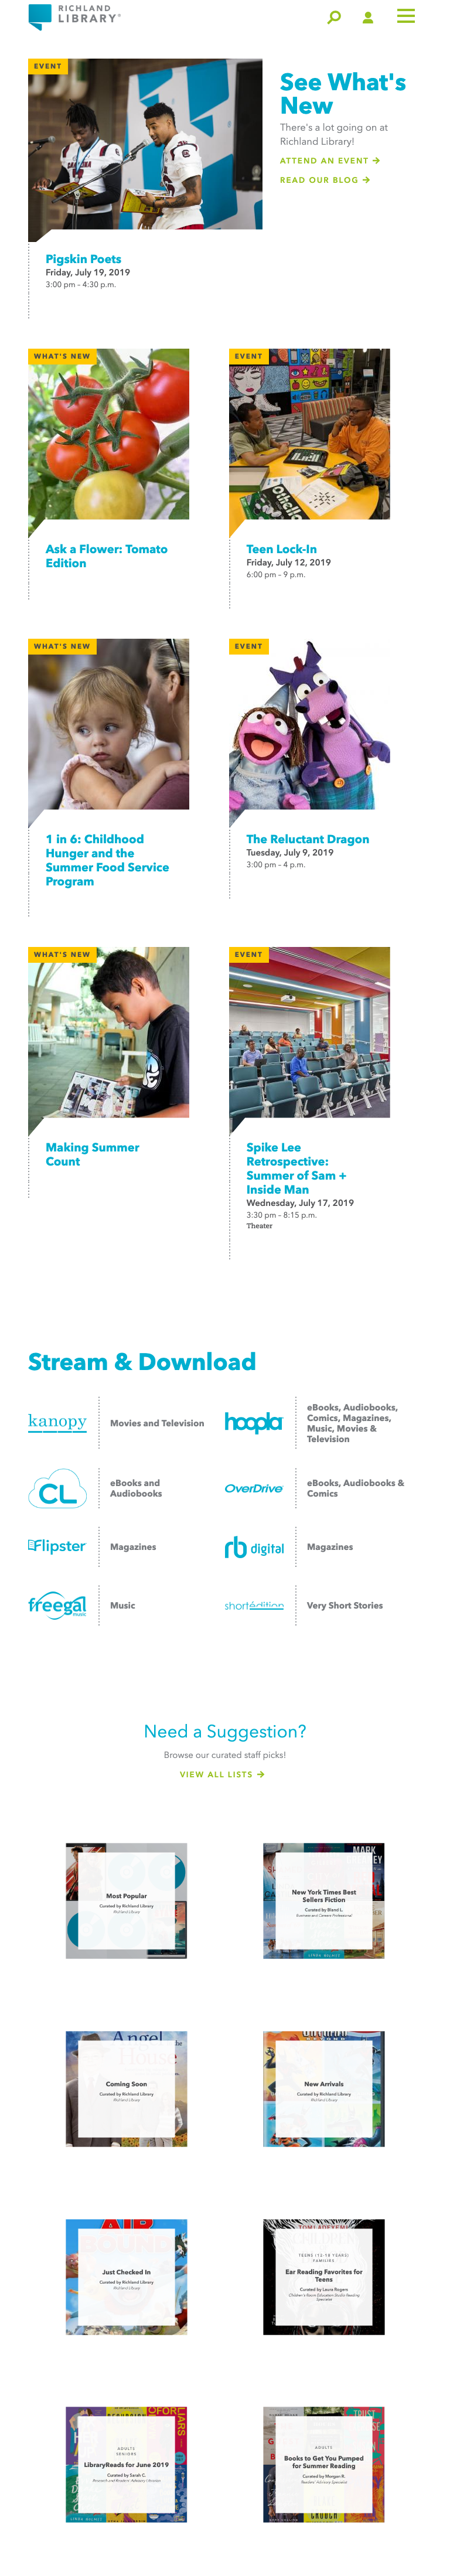 RICHLAND
LIBRARY
EVENT
See What's
New
There's a lot going on at
Richland Library!
ATTEND AN EVENT →
READ OUR BLOG →
Pigskin Poets
Friday, July 19, 2019
3:00 pm – 4:30 p.m.
WHAT'S NEW
Ask a Flower: Tomato
Edition
EVENT
Othello
Teen Lock-In
Friday, July 12, 2019
6:00 pm – 9 p.m.
WHAT'S NEW
1 in 6: Childhood
Hunger and the
Summer Food Service
Program
EVENT
The Reluctant Dragon
Tuesday, July 9, 2019
3:00 pm – 4 p.m.
WHAT'S NEW
Making Summer
Count
EVENT
Spike Lee
Retrospective:
Summer of Sam +
Inside Man
Wednesday, July 17, 2019
3:30 pm – 8:15 p.m.
Theater
Stream & Download
kanopy
Movies and Television
hoopla
eBooks, Audiobooks,
Comics, Magazines,
Music, Movies &
Television
CL
eBooks and
Audiobooks
OverDrive
eBooks, Audiobooks &
Comics
Flipster
Magazines
rb digital
Magazines
freegal
music
Music
shortédition
Very Short Stories
Need a Suggestion?
Browse our curated staff picks!
VIEW ALL LISTS →
Most Popular
Curated by Richland Library
Richland Library
MARK
New York Times Best
Sellers Fiction
Curated by Bland L.
Business and Careers Professional
Angel
House
Coming Soon
Curated by Richland Library
Richland Library
New Arrivals
Curated by Richland Library
Richland Library
AIR
BOUND
Just Checked In
Curated by Richland Library
Richland Library
TOMI ADEYEMI
CHILDREN
TEENS (12-18 YEARS)
FAMILIES
Ear Reading Favorites for
Teens
Curated by Laura Rogers
LIARS
ADULTS
SENIORS
LibraryReads for June 2019
Curated by Sarah C.
Research and Readers' Advisory Librarian
TRUST
ADULTS
Books to Get You Pumped
for Summer Reading
Curated by Morgan R.
Readers' Advisory Specialist